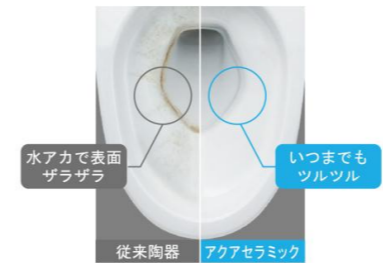 水アカで表面
ザラザラ
いつまでも
ツルツル
従来陶器
アクアセラミック